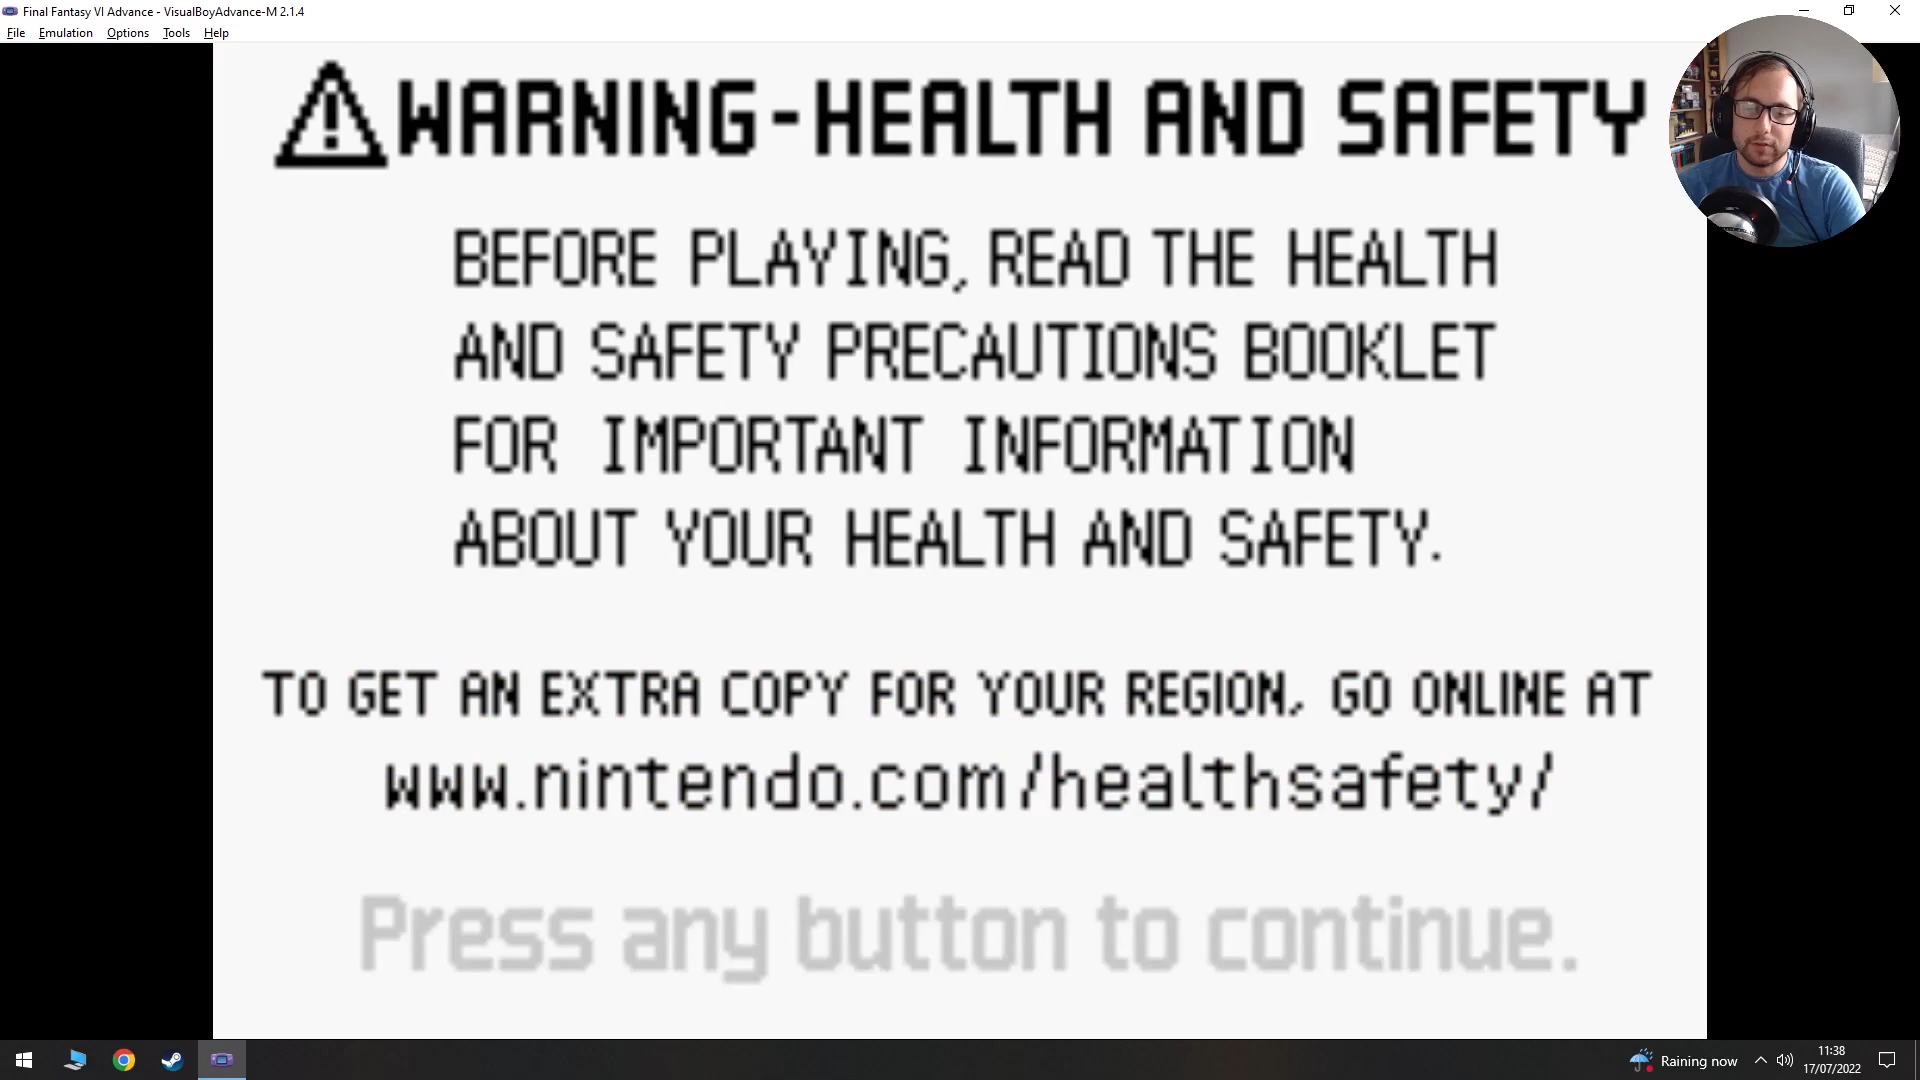 Final Fantasy VI Advance - VisualBoyAdvance-M 2.1.4
File Emulation Options Tools Help
WARNING - HEALTH AND SAFETY
BEFORE PLAYING, READ THE HEALTH
AND SAFETY PRECAUTIONS BOOKLET
FOR IMPORTANT INFORMATION
ABOUT YOUR HEALTH AND SAFETY.
TO GET AN EXTRA COPY FOR YOUR REGION, GO ONLINE AT
www.nintendo.com/healthsafety/
Press any button to continue.
Raining now
11:38
17/07/2022